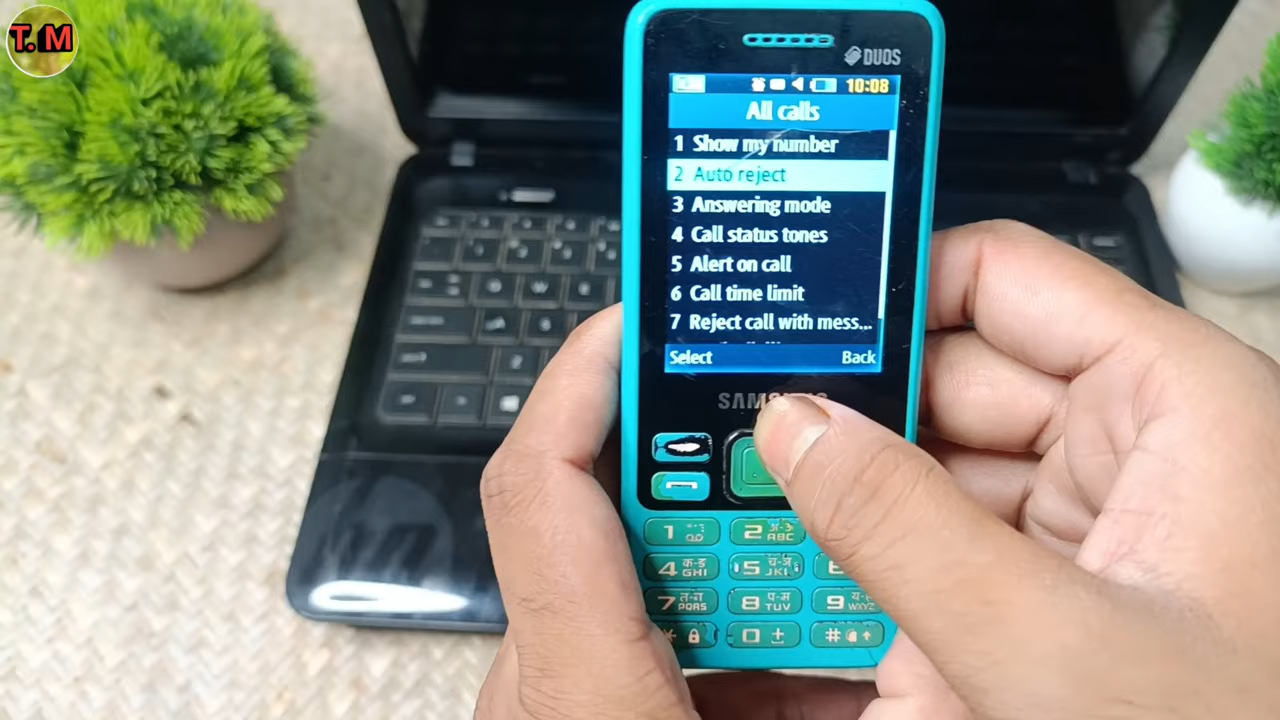 T. M
DUOS
10:08
All calls
1 Show my number
2 Auto reject
3 Answering mode
4 Call status tones
5 Alert on call
6 Call time limit
7 Reject call with mess...
Select Back
1 2 अ-अः ABC
4 क-ङ GHI 5 च-ञ JKL
7 त-न PQRS 8 प-म TUV 9 WXYZ
* 0 + #